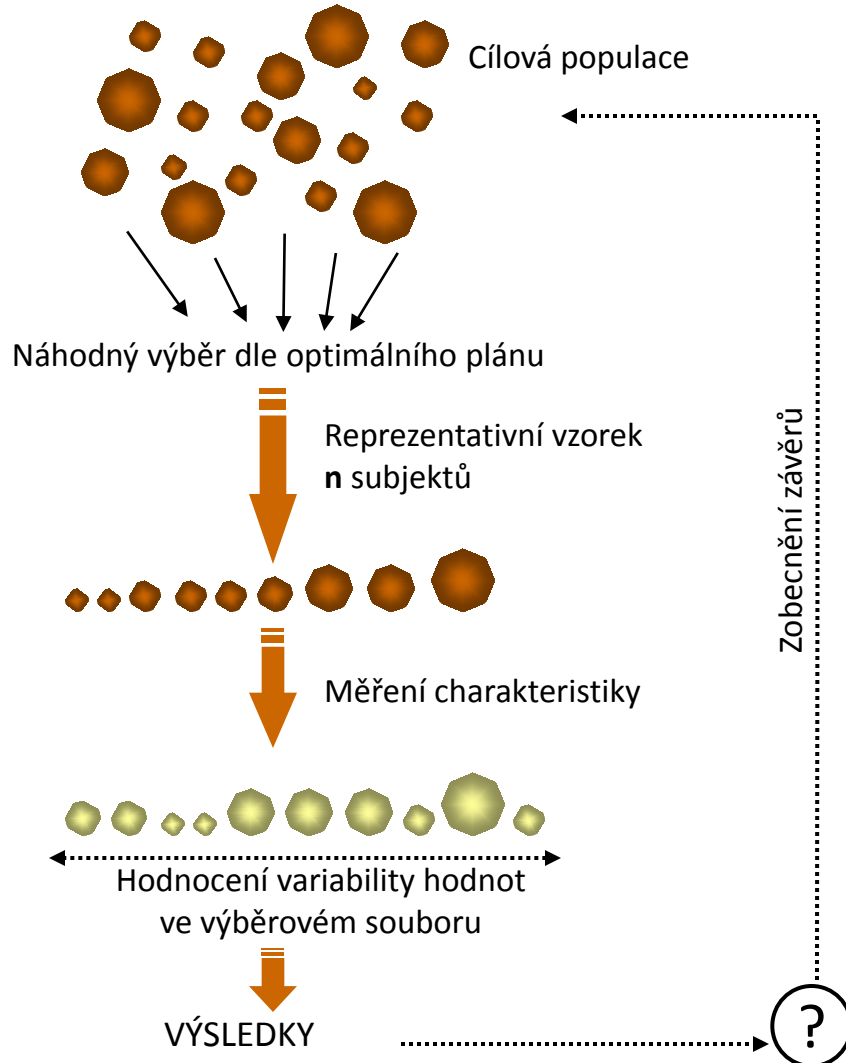 Cílová populace
Náhodný výběr dle optimálního plánu
Reprezentativní vzorek
n subjektů
Zobecnění závěrů
Měření charakteristiky
Hodnocení variability hodnot
ve výběrovém souboru
VÝSLEDKY
?